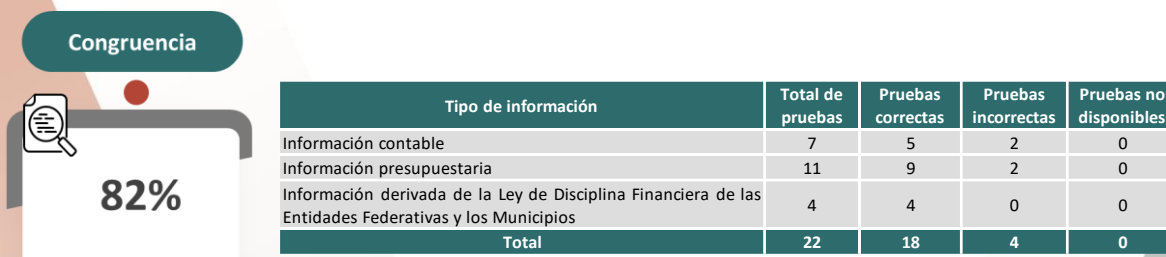 Congruencia
82%
Tipo de información Total de pruebas Pruebas correctas Pruebas incorrectas Pruebas no disponibles
Información contable 7 5 2 0
Información presupuestaria 11 9 2 0
Información derivada de la Ley de Disciplina Financiera de las
Entidades Federativas y los Municipios 4 4 0 0
Total 22 18 4 0